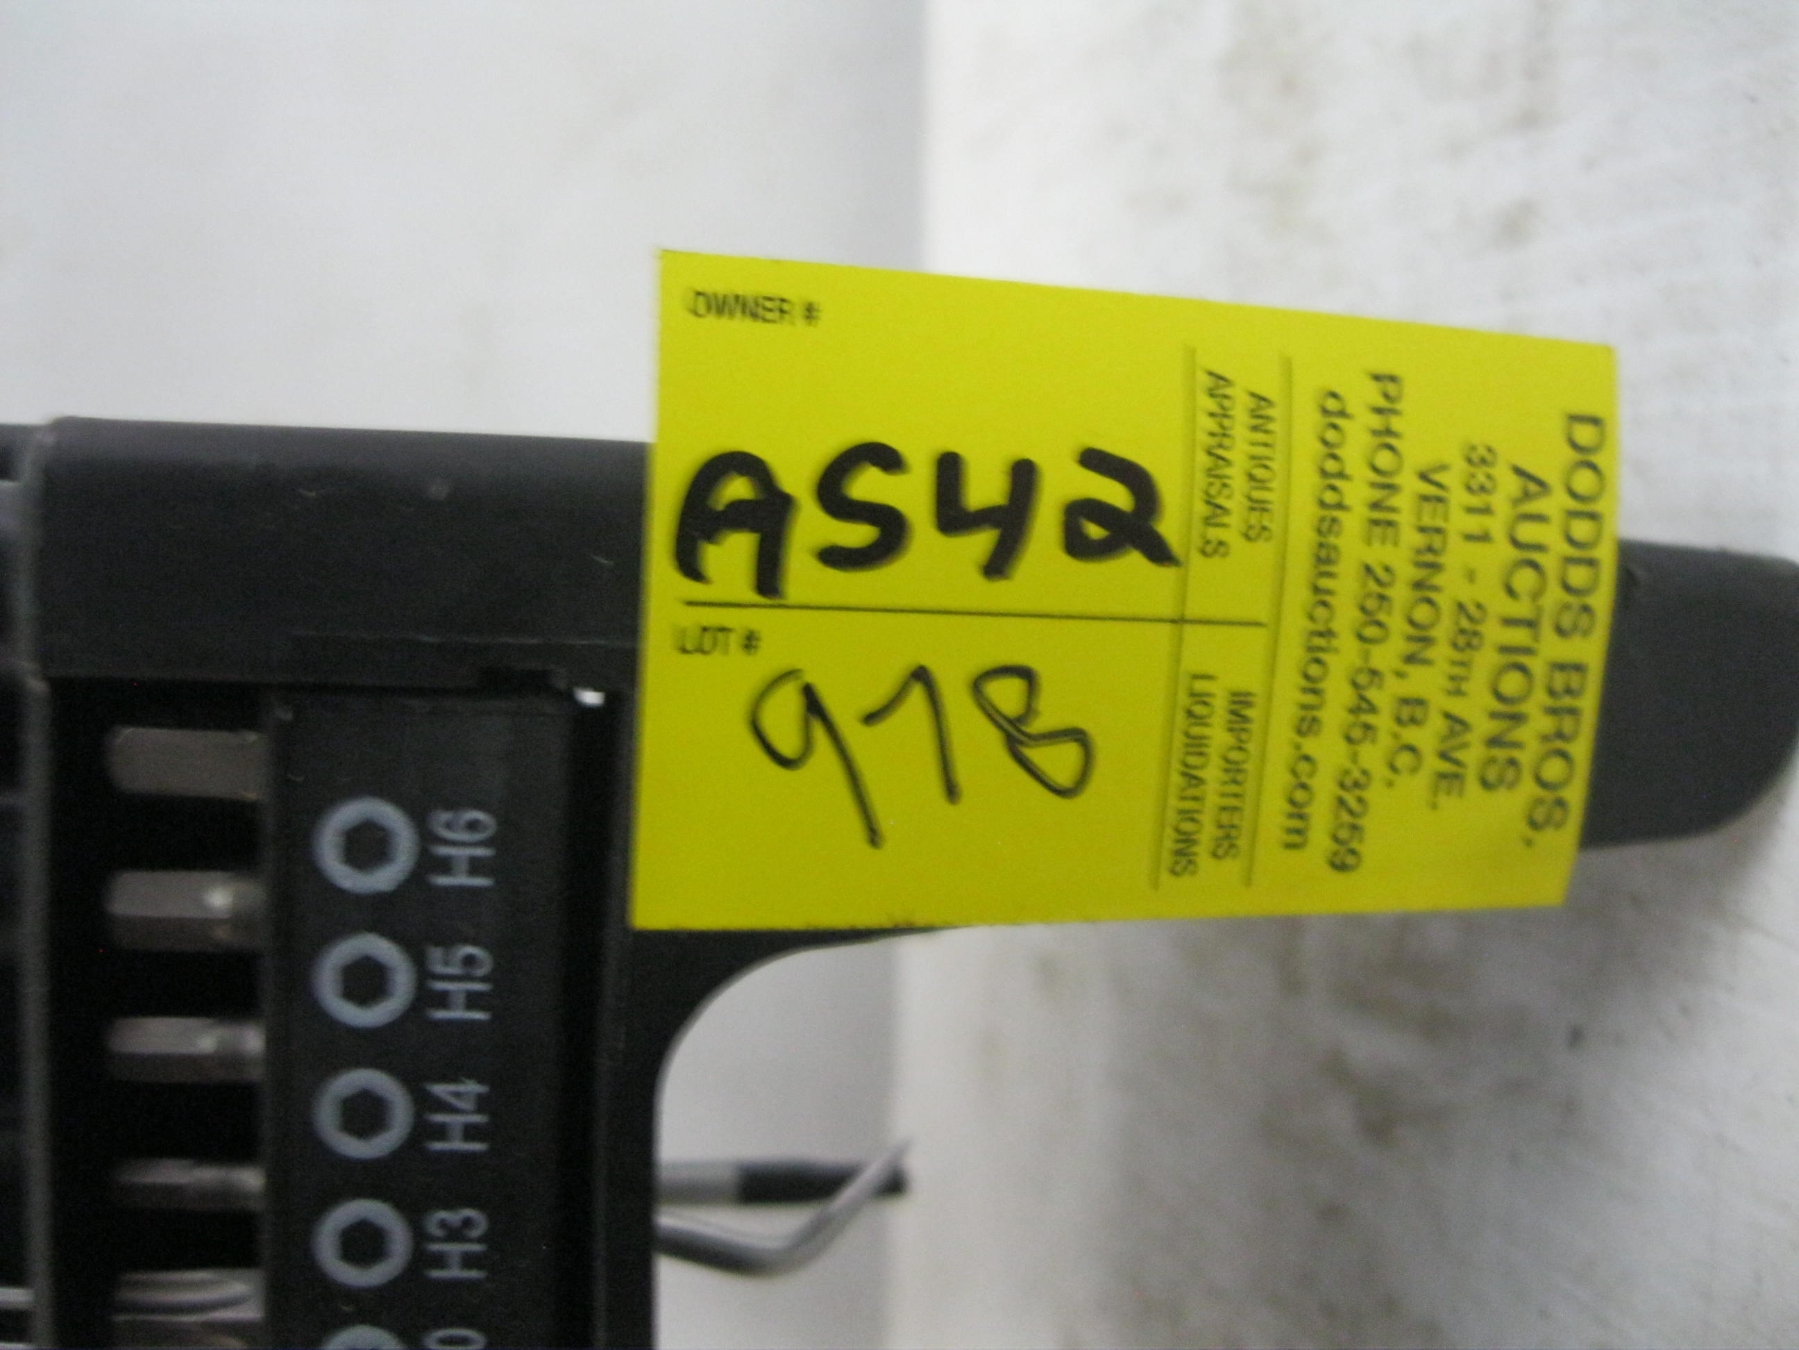 OWNER #
A542
LOT #
978
ANTIQUES
APPRAISALS
IMPORTERS
LIQUIDATIONS
DODDS BROS.
AUCTIONS
3311 - 28TH AVE.
VERNON, B.C.
PHONE 250-545-3259
doddsauctions.com
H6
H5
H4
H3